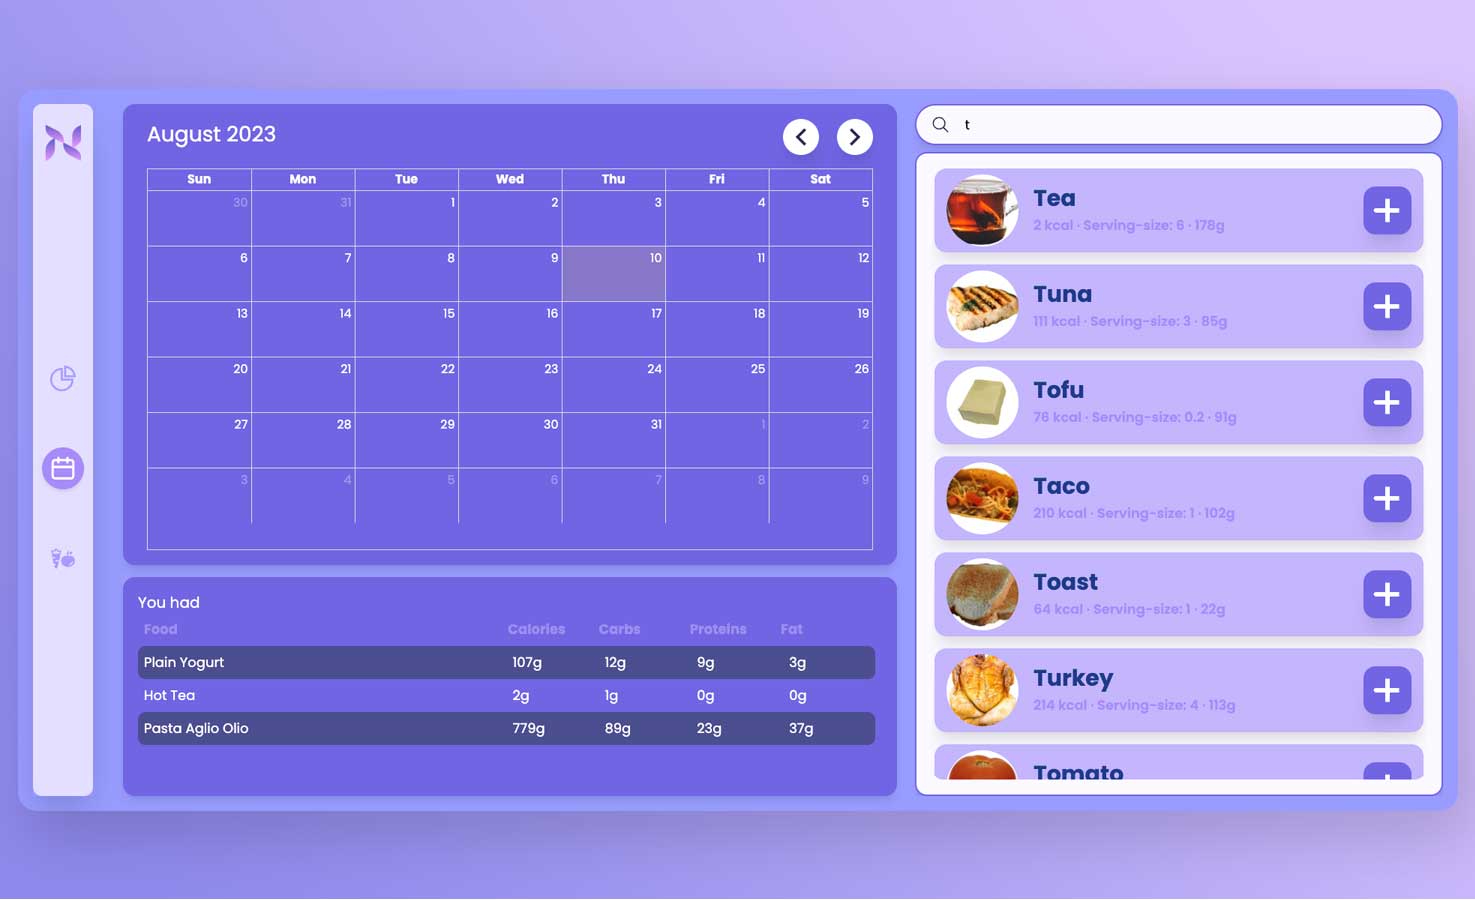 August 2023
Sun Mon Tue Wed Thu Fri Sat
30 31 1 2 3 4 5
6 7 8 9 10 11 12
13 14 15 16 17 18 19
20 21 22 23 24 25 26
27 28 29 30 31 1 2
3 4 5 6 7 8 9
You had
Food Calories Carbs Proteins Fat
Plain Yogurt 107g 12g 9g 3g
Hot Tea 2g 1g 0g 0g
Pasta Aglio Olio 779g 89g 23g 37g
t
Tea
2 kcal · Serving-size: 6 · 178g
Tuna
111 kcal · Serving-size: 3 · 85g
Tofu
76 kcal · Serving-size: 0.2 · 91g
Taco
210 kcal · Serving-size: 1 · 102g
Toast
64 kcal · Serving-size: 1 · 22g
Turkey
214 kcal · Serving-size: 4 · 113g
Tomato